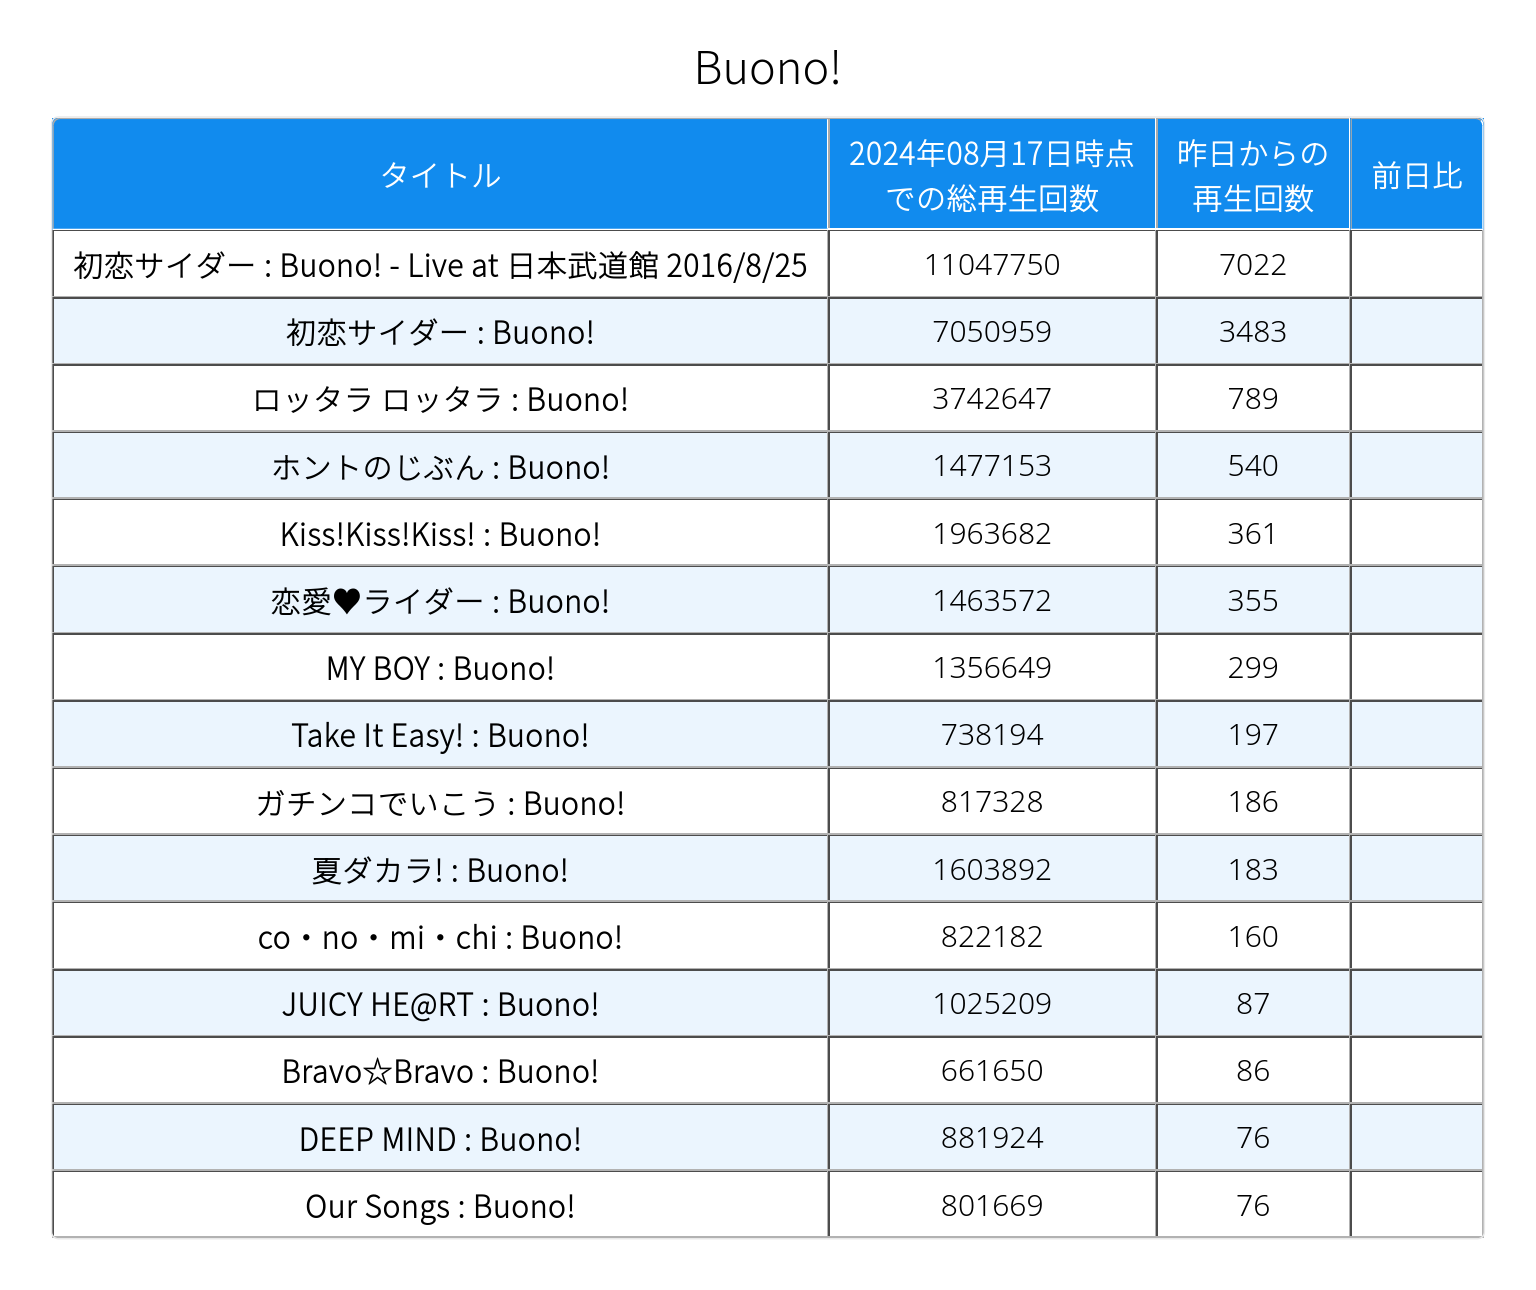 Buono!
タイトル 2024年08月17日時点での総再生回数 昨日からの再生回数 前日比
初恋サイダー : Buono! - Live at 日本武道館 2016/8/25 11047750 7022
初恋サイダー : Buono! 7050959 3483
ロッタラ ロッタラ : Buono! 3742647 789
ホントのじぶん : Buono! 1477153 540
Kiss!Kiss!Kiss! : Buono! 1963682 361
恋愛♥ライダー : Buono! 1463572 355
MY BOY : Buono! 1356649 299
Take It Easy! : Buono! 738194 197
ガチンコでいこう : Buono! 817328 186
夏ダカラ! : Buono! 1603892 183
co・no・mi・chi : Buono! 822182 160
JUICY HE@RT : Buono! 1025209 87
Bravo☆Bravo : Buono! 661650 86
DEEP MIND : Buono! 881924 76
Our Songs : Buono! 801669 76